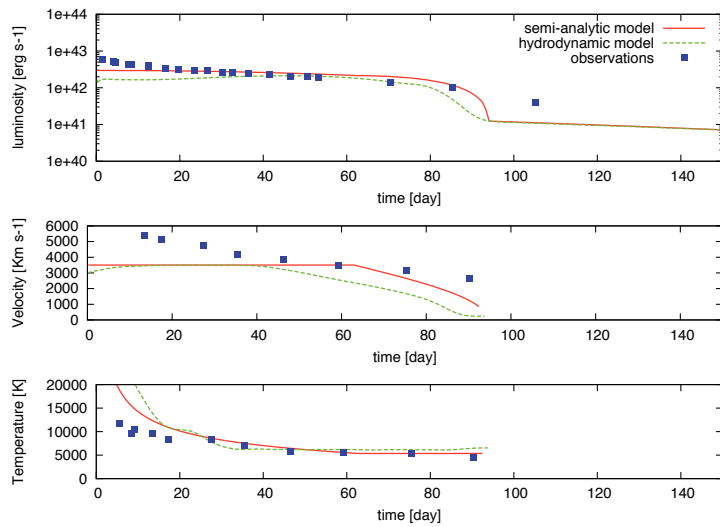 luminosity [erg s-1]
1e+44
1e+43
1e+42
1e+41
1e+40
semi-analytic model
hydrodynamic model
observations
0 20 40 60 80 100 120 140
time [day]
Velocity [Km s-1]
6000
5000
4000
3000
2000
1000
0
0 20 40 60 80 100 120 140
time [day]
Temperature [K]
20000
15000
10000
5000
0
0 20 40 60 80 100 120 140
time [day]